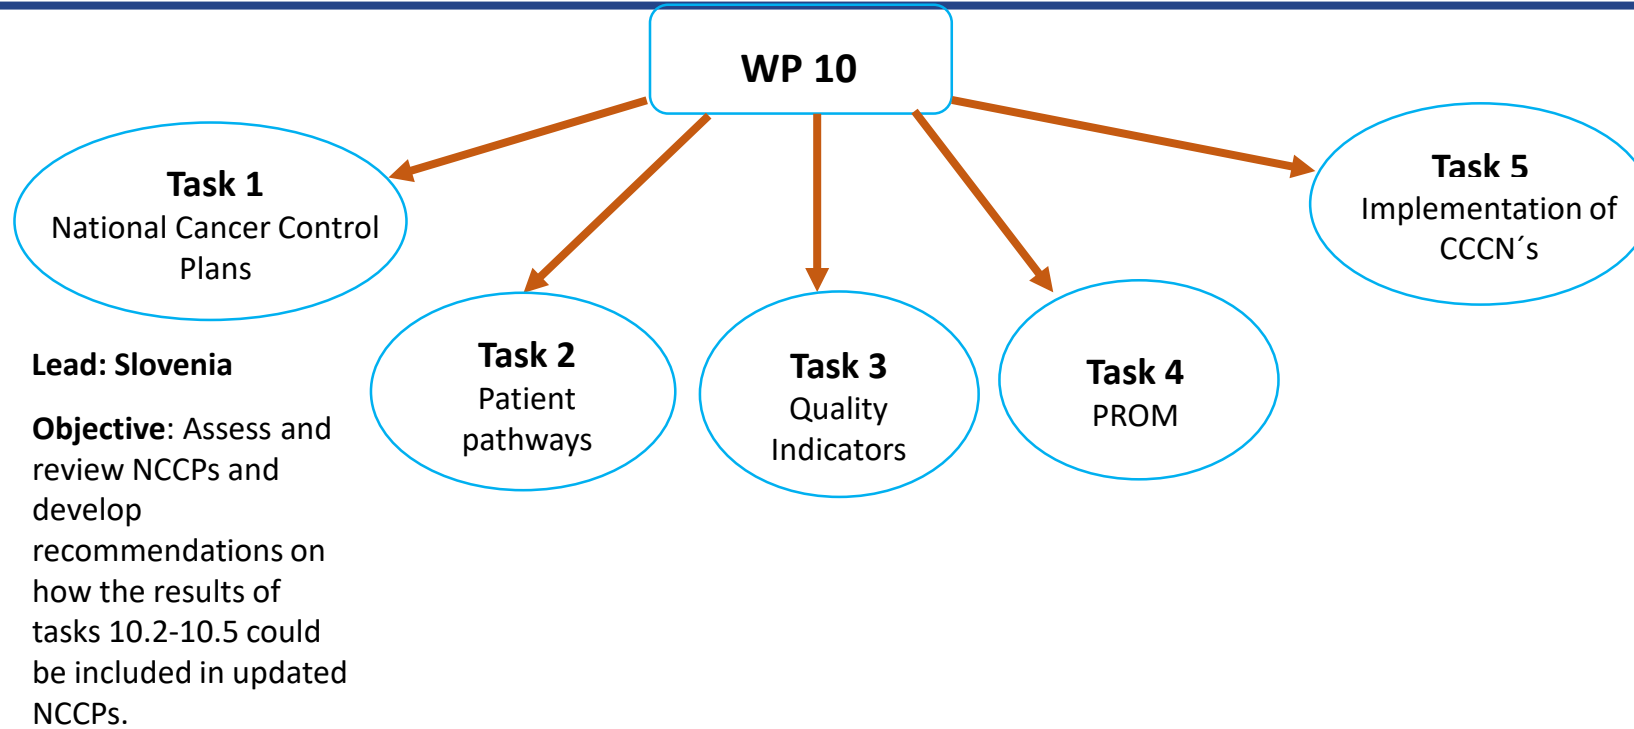 WP 10
Task 1
National Cancer Control
Plans
Lead: Slovenia
Objective: Assess and
review NCCPs and
develop
recommendations on
how the results of
tasks 10.2-10.5 could
be included in updated
NCCPs.
Task 2
Patient
pathways
Task 3
Quality
Indicators
Task 4
PROM
Task 5
Implementation of
CCCN´s